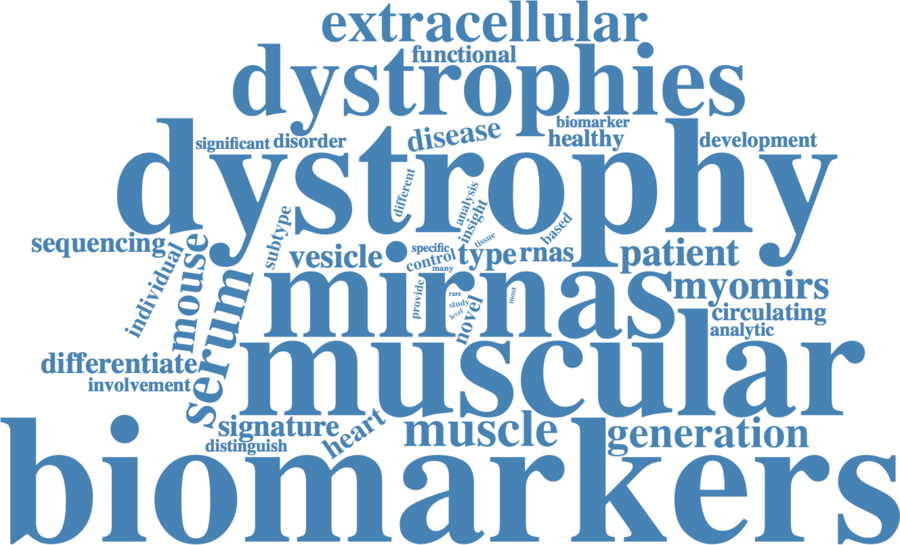 extracellular
functional
dystrophies
biomarker
significant disorder disease healthy development
dystrophy
different
analysis
insight
based
tissue
subtype
sequencing
individual
mouse
vesicle
specific
control
many
type rnas patient
mirnas
myomirs
provide
rare
study
level
novel
most
circulating
analytic
serum
differentiate
involvement
muscular
signature
distinguish
heart
muscle
generation
biomarkers